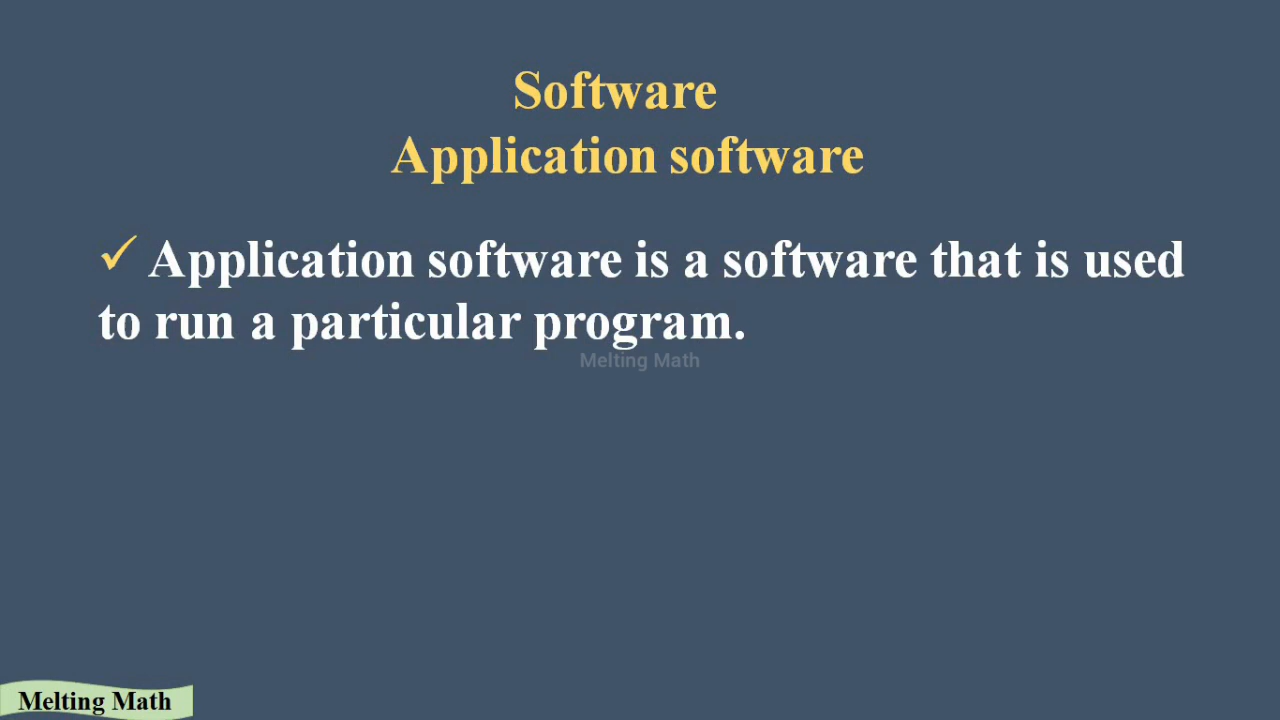 Software
Application software
✓ Application software is a software that is used
to run a particular program.
Melting Math
Melting Math